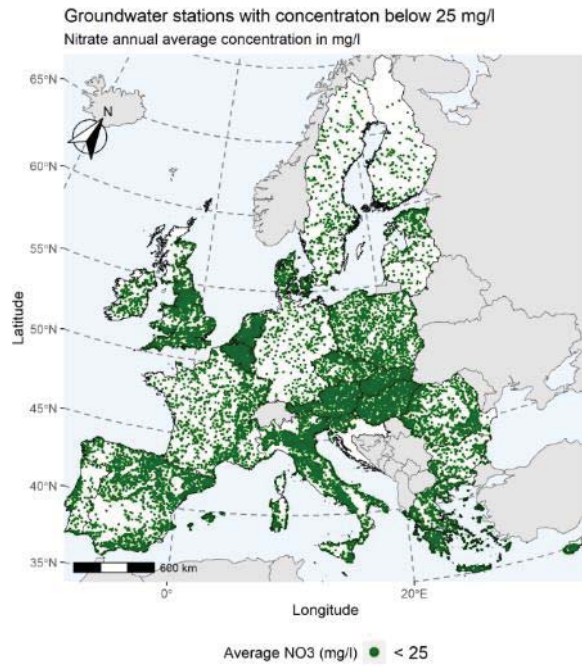 Groundwater stations with concentraton below 25 mg/l
Nitrate annual average concentration in mg/l
65°N
N
60°N
55°N
50°N
45°N
40°N
35°N
Latitude
600 km
0°
20°E
Longitude
Average NO3 (mg/l) < 25